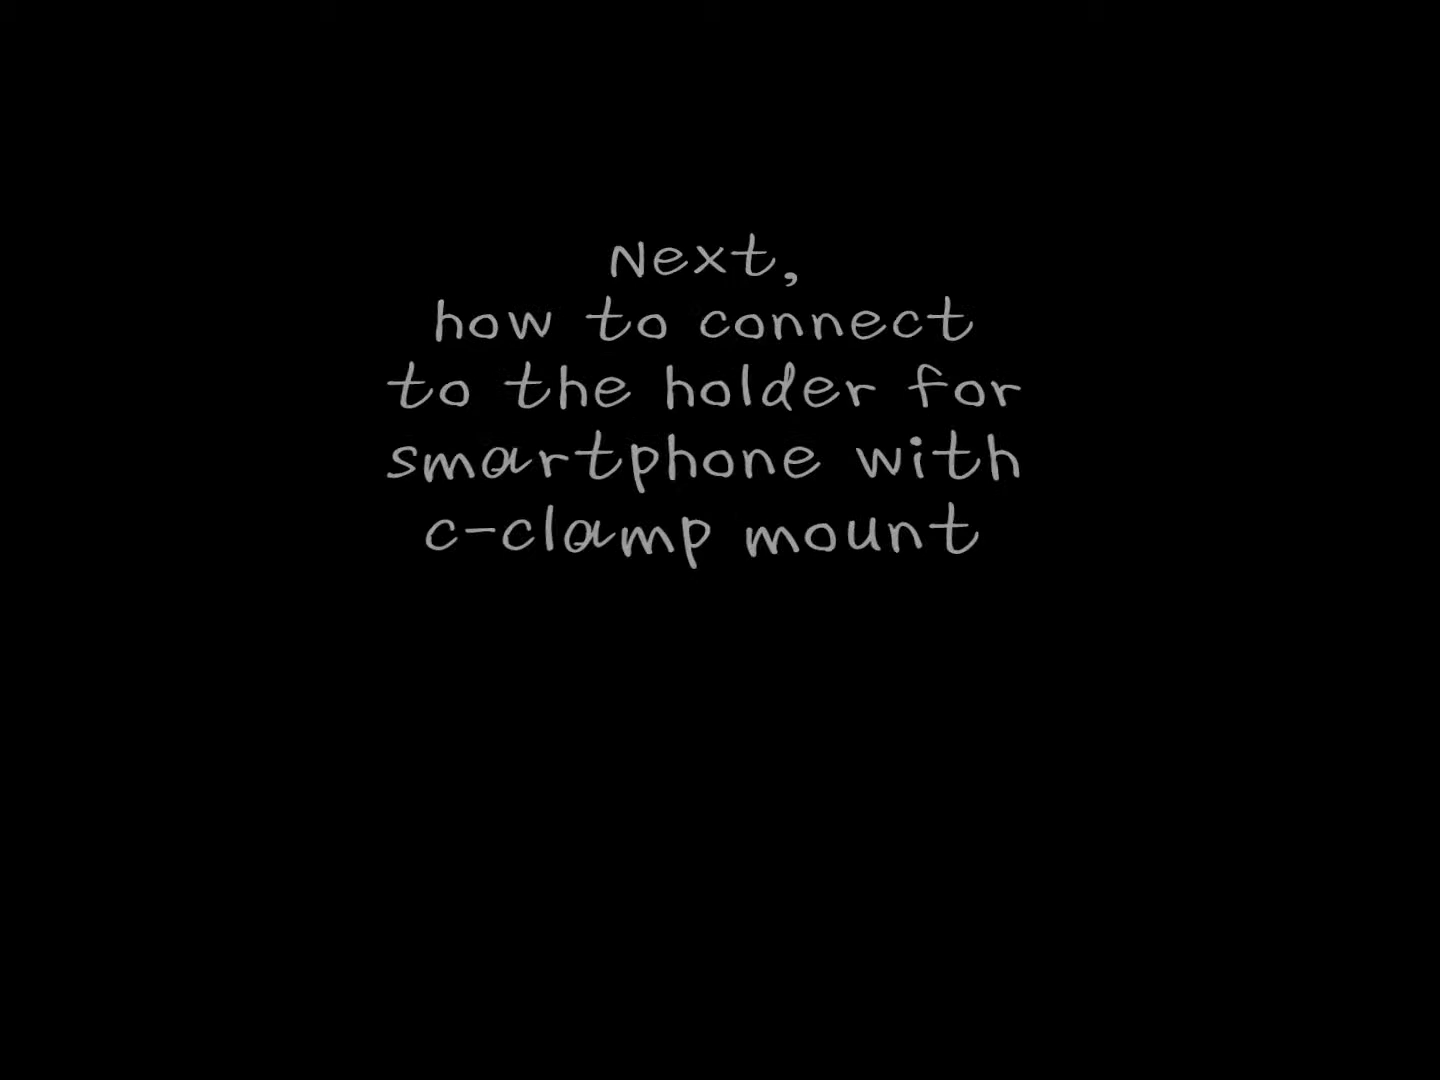 Next,
how to connect
to the holder for
smartphone with
c-clamp mount